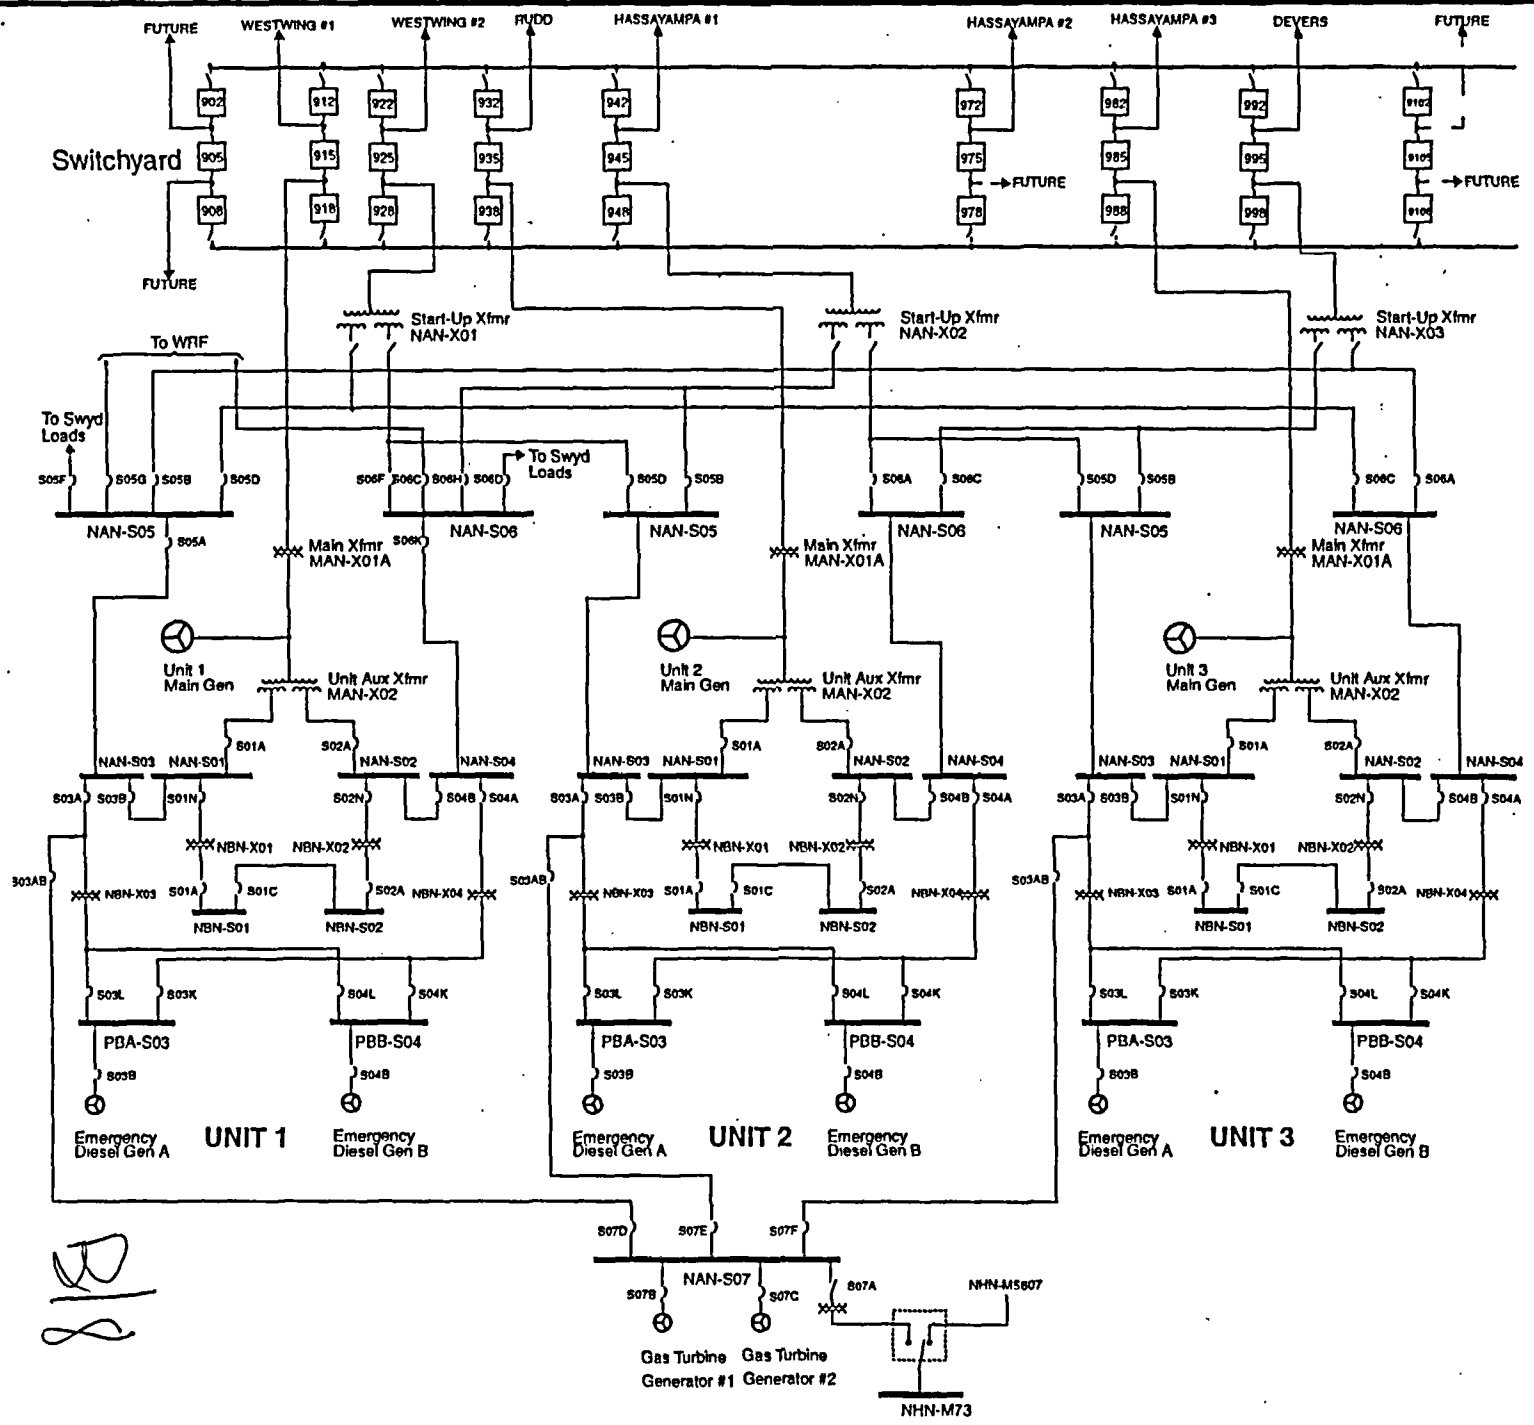 FUTURE WESTWING #1 WESTWING #2 RUDD HASSAYAMPA #1 HASSAYAMPA #2 HASSAYAMPA #3 DEVERS FUTURE
902 912 922 932 942 972 982 992 9102
Switchyard 905 915 925 935 945 975 985 995 9105
FUTURE FUTURE
908 918 928 938 948 978 988 998 9108
FUTURE
Start-Up Xfmr
NAN-X01
Start-Up Xfmr
NAN-X02
Start-Up Xfmr
NAN-X03
To WRF
To Swyd
Loads
To Swyd
Loads
S05F S05G S05B S05D S06F S06C S06H S06D S05D S05B S06A S06C S05D S05B S06C S06A
NAN-S05 NAN-S06 NAN-S05 NAN-S06 NAN-S05 NAN-S06
S05A S06K
Main Xfmr
MAN-X01A
Main Xfmr
MAN-X01A
Main Xfmr
MAN-X01A
Unit 1
Main Gen
Unit Aux Xfmr
MAN-X02
Unit 2
Main Gen
Unit Aux Xfmr
MAN-X02
Unit 3
Main Gen
Unit Aux Xfmr
MAN-X02
S01A S02A S01A S02A S01A S02A
NAN-S03 NAN-S01 NAN-S02 NAN-S04 NAN-S03 NAN-S01 NAN-S02 NAN-S04 NAN-S03 NAN-S01 NAN-S02 NAN-S04
S03A S03B S01N S02N S04B S04A S03A S03B S01N S02N S04B S04A S03A S03B S01N S02N S04B S04A
NBN-X01 NBN-X02 NBN-X01 NBN-X02 NBN-X01 NBN-X02
S03AB NBN-X03 S01A S01C S02A NBN-X04 S03AB NBN-X03 S01A S01C S02A NBN-X04 S03AB NBN-X03 S01A S01C S02A NBN-X04
NBN-S01 NBN-S02 NBN-S01 NBN-S02 NBN-S01 NBN-S02
S03L S03K S04L S04K S03L S03K S04L S04K S03L S03K S04L S04K
PBA-S03 PBB-S04 PBA-S03 PBB-S04 PBA-S03 PBB-S04
S03B S04B S03B S04B S03B S04B
Emergency
Diesel Gen A
UNIT 1
Emergency
Diesel Gen B
Emergency
Diesel Gen A
UNIT 2
Emergency
Diesel Gen B
Emergency
Diesel Gen A
UNIT 3
Emergency
Diesel Gen B
S07D S07E S07F
NAN-S07
S07B S07C S07A NHN-M5607
Gas Turbine
Generator #1
Gas Turbine
Generator #2
NHN-M73